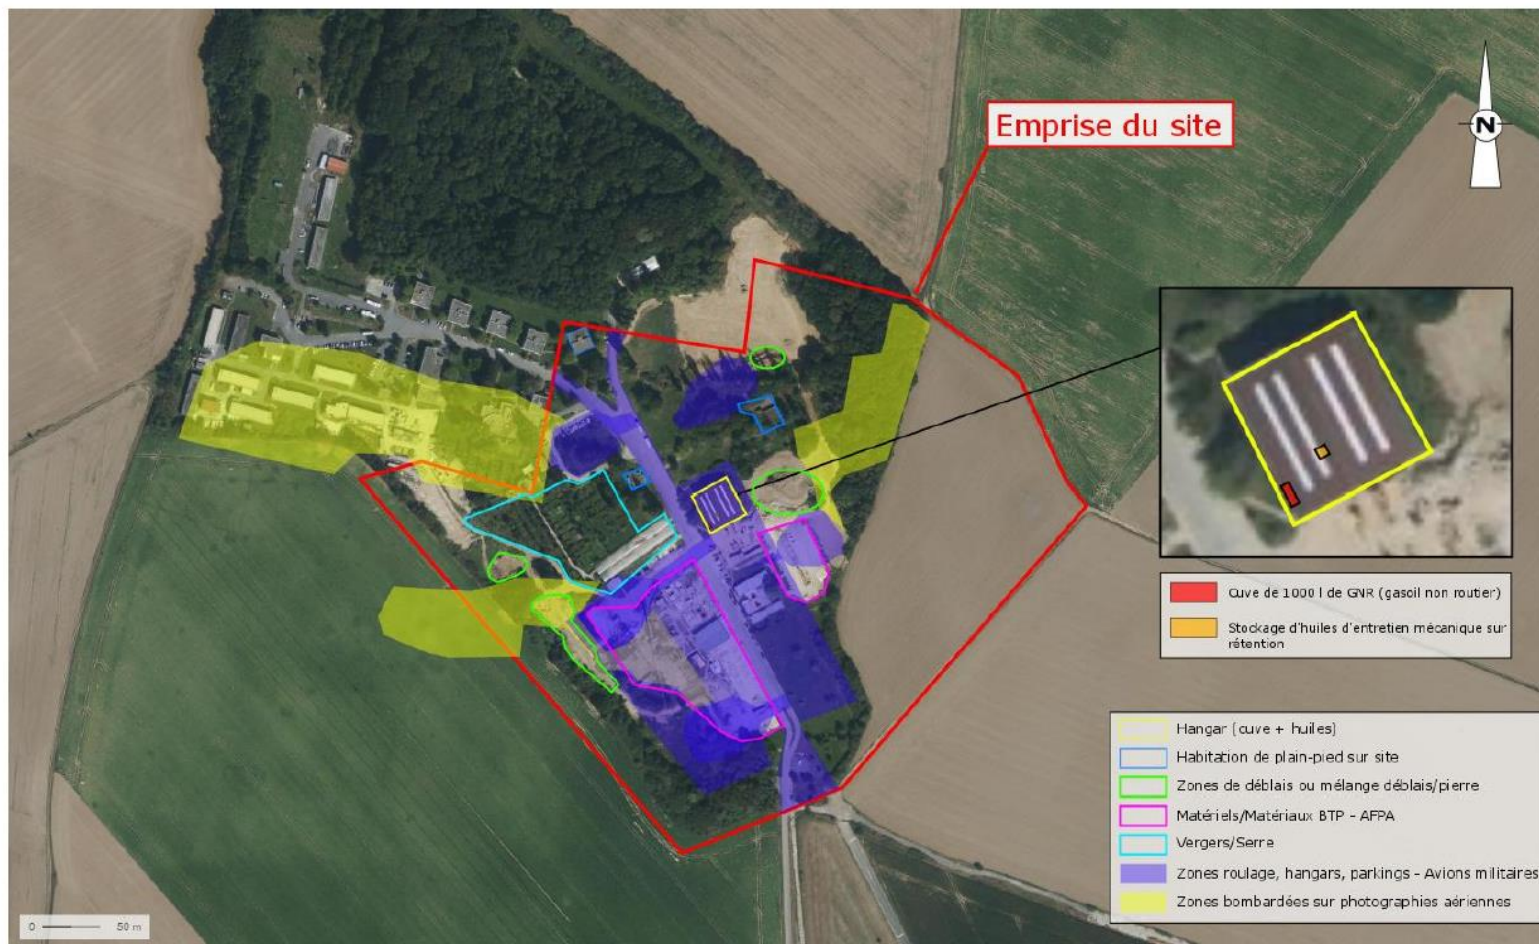 Emprise du site
N
Cuve de 1000 l de GNR (gasoil non routier)
Stockage d'huiles d'entretien mécanique sur
rétention
Hangar (cuve + huiles)
Habitation de plain-pied sur site
Zones de déblais ou mélange déblais/pierre
Matériels/Matériaux BTP - AFPA
Vergers/Serre
Zones roulage, hangars, parkings - Avions militaires
Zones bombardées sur photographies aériennes
0 50 m